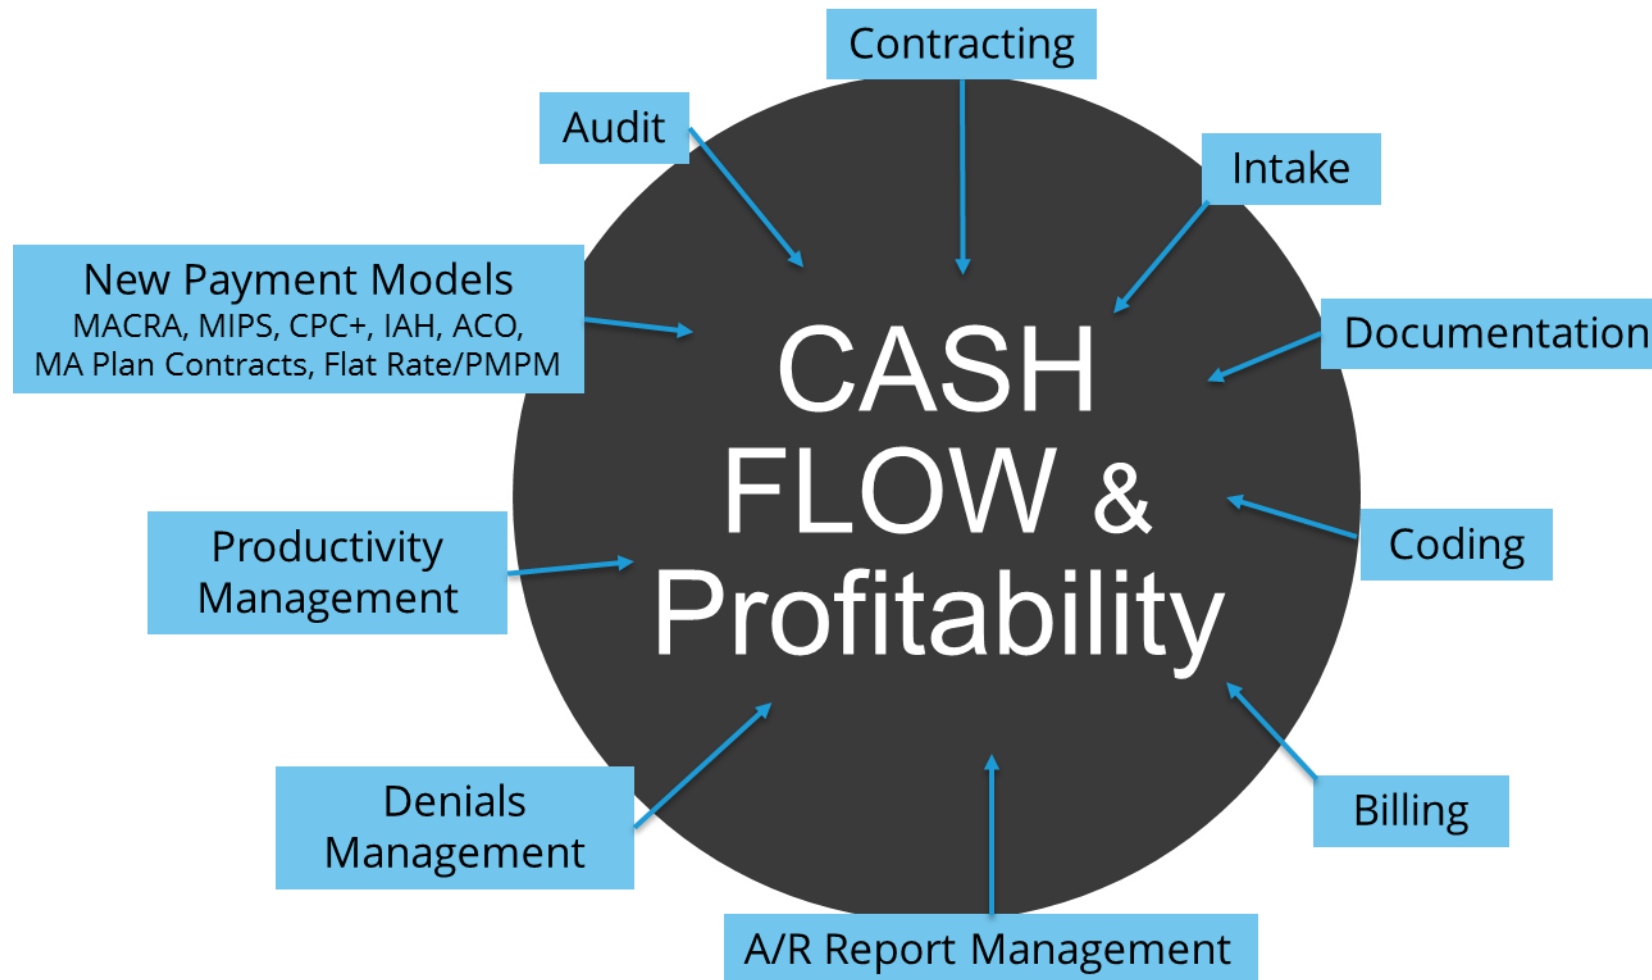 Contracting
Audit
Intake
New Payment Models
MACRA, MIPS, CPC+, IAH, ACO,
MA Plan Contracts, Flat Rate/PMPM
Documentation
CASH
FLOW &
Profitability
Productivity
Management
Coding
Denials
Management
Billing
A/R Report Management